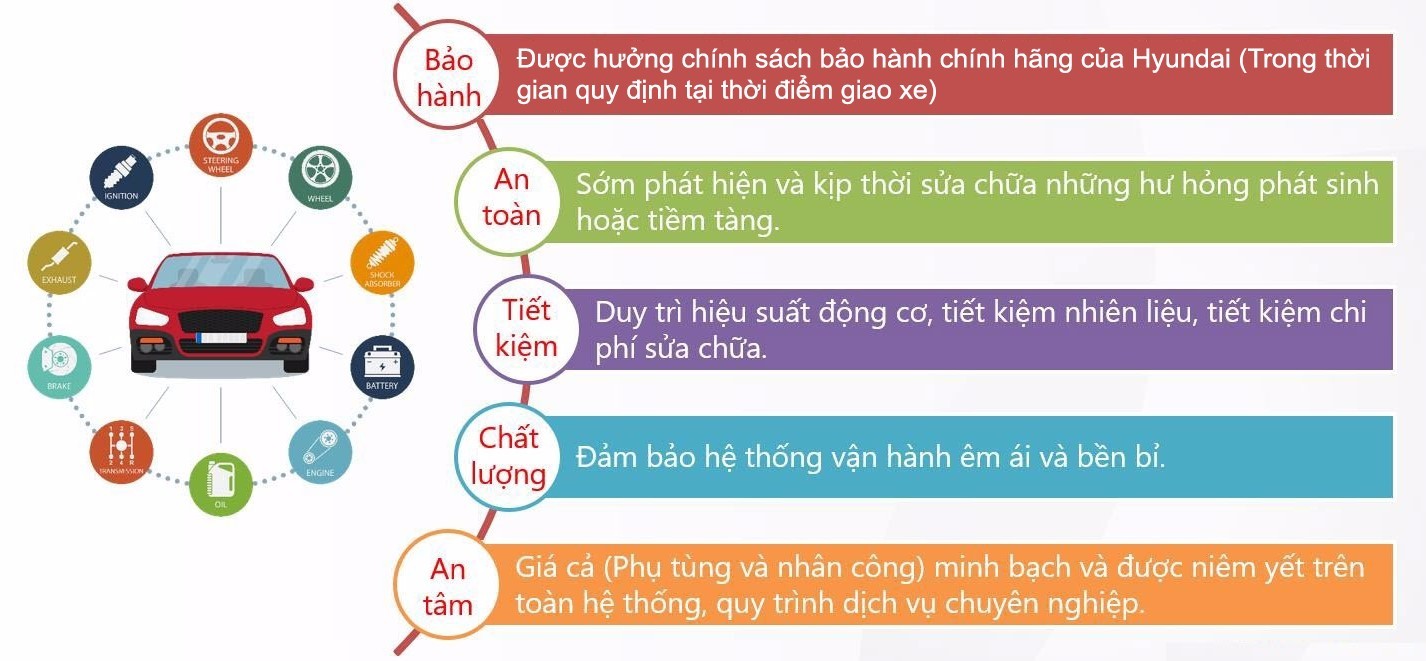 Bảo
hành
Được hưởng chính sách bảo hành chính hãng của Hyundai (Trong thời
gian quy định tại thời điểm giao xe)
An
toàn
Sớm phát hiện và kịp thời sửa chữa những hư hỏng phát sinh
hoặc tiềm tàng.
Tiết
kiệm
Duy trì hiệu suất động cơ, tiết kiệm nhiên liệu, tiết kiệm chi
phí sửa chữa.
Chất
lượng
Đảm bảo hệ thống vận hành êm ái và bền bỉ.
An
tâm
Giá cả (Phụ tùng và nhân công) minh bạch và được niêm yết trên
toàn hệ thống, quy trình dịch vụ chuyên nghiệp.
STEERING
WHEEL
IGNITION
WHEEL
EXHAUST
SHOCK
ABSORBER
BRAKE
BATTERY
1 3 5
2 4 R
TRANSMISSION
ENGINE
OIL